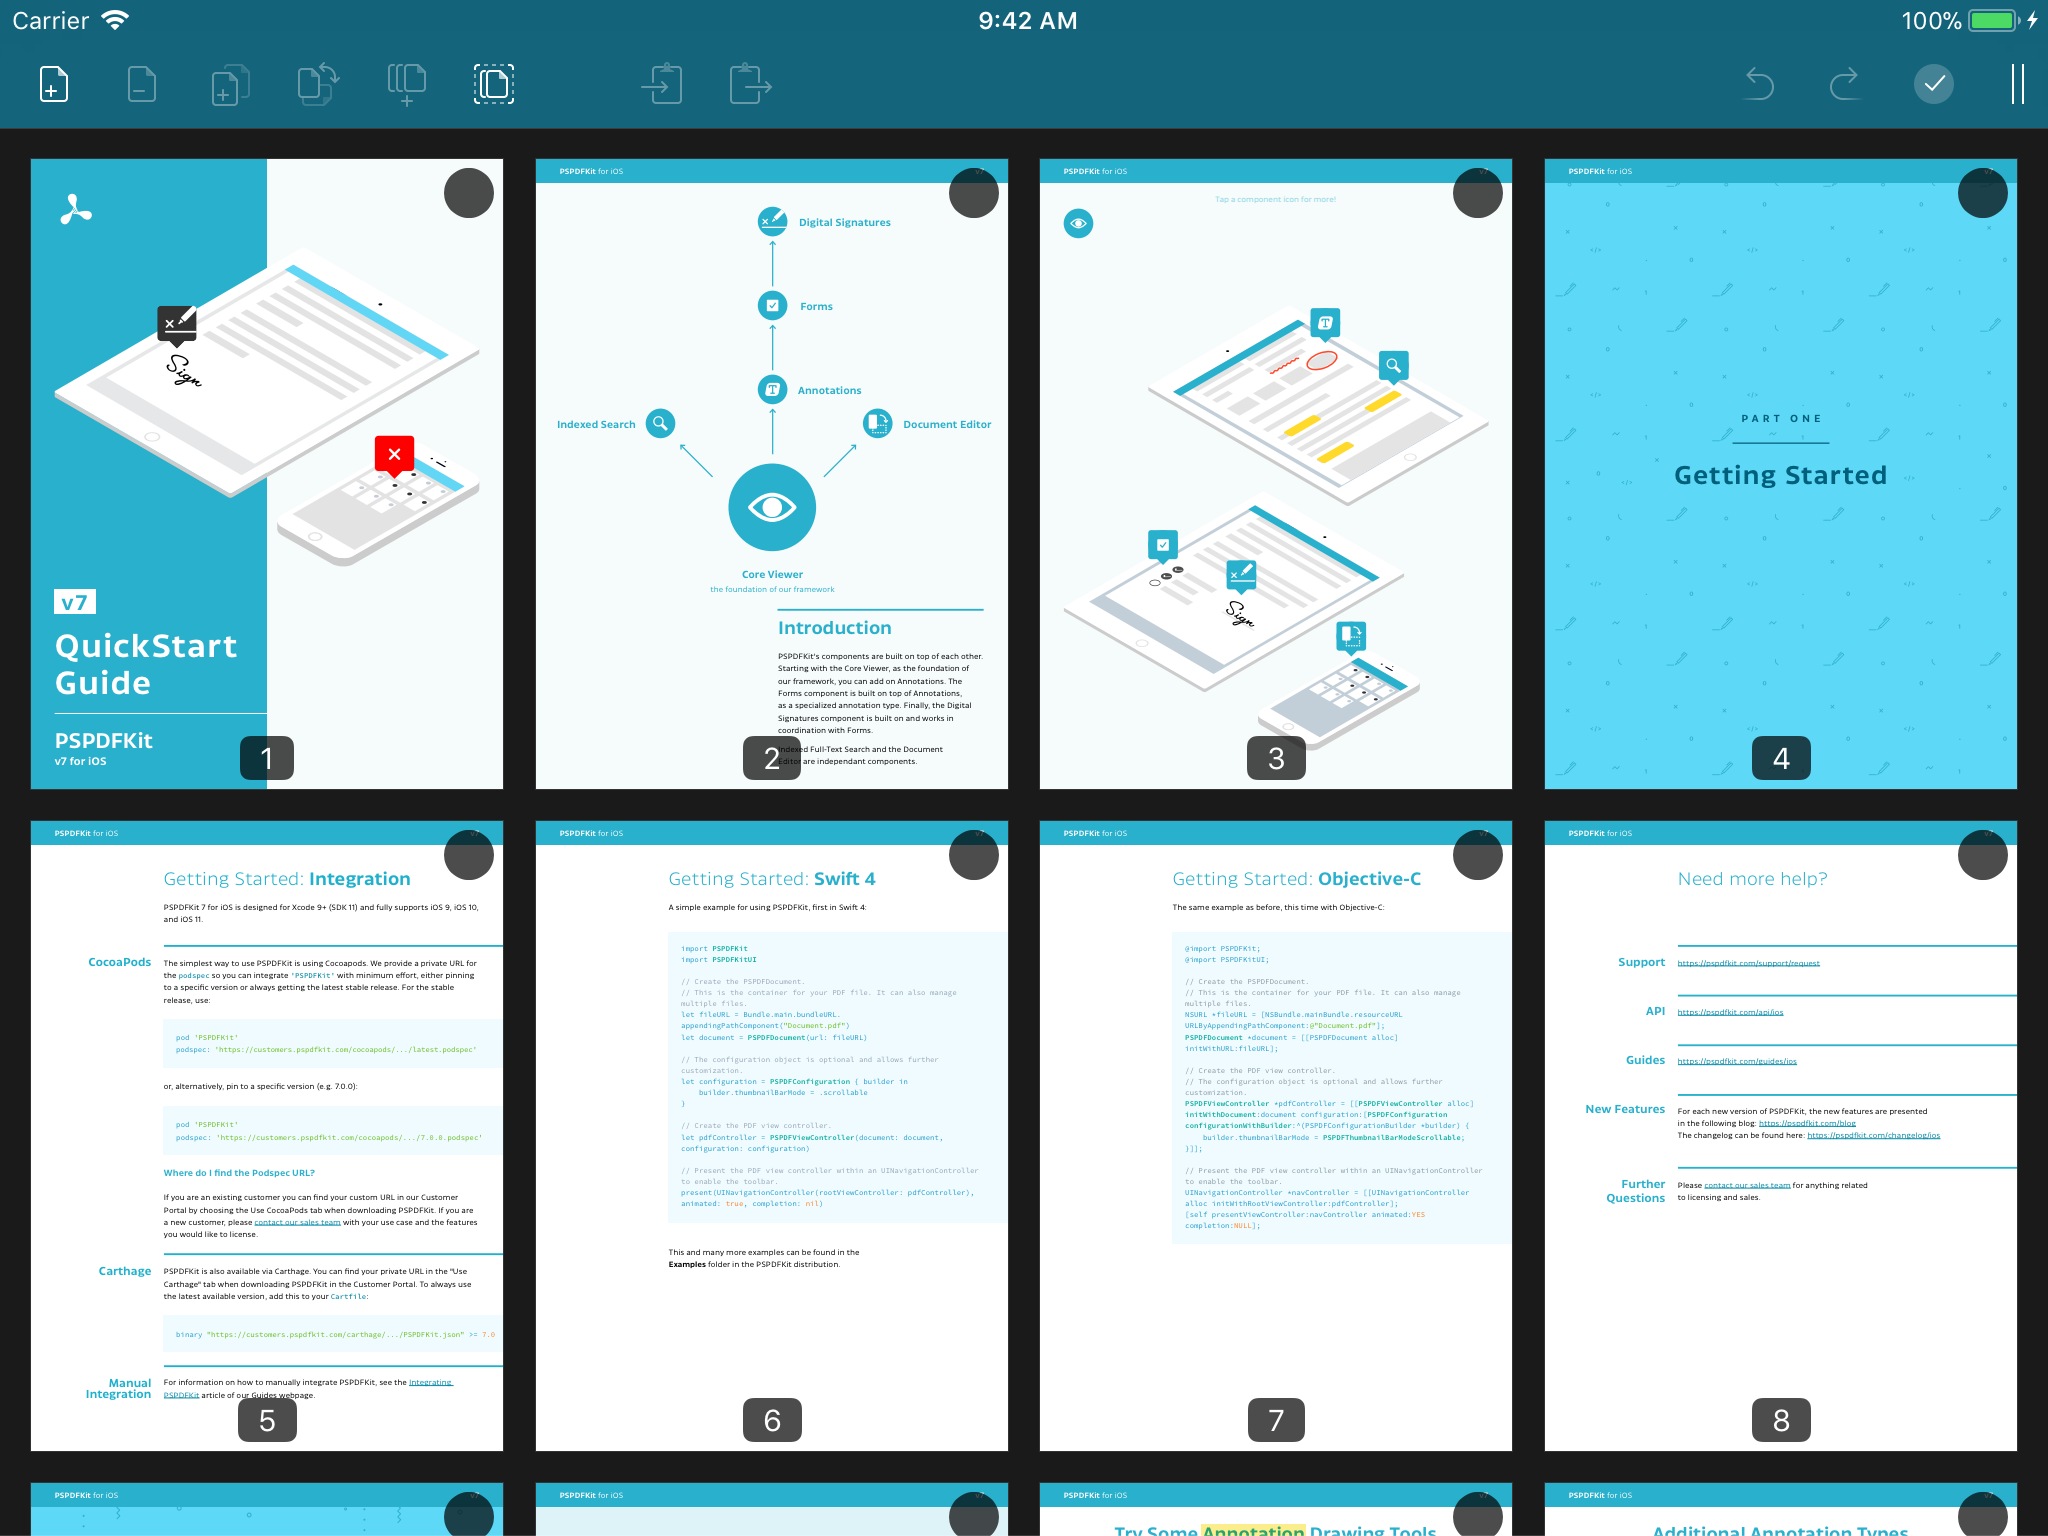 Carrier
9:42 AM
100%
v7
QuickStart
Guide
PSPDFKit
v7 for iOS
Sign
1
PSPDFKit for iOS
Digital Signatures
Forms
Annotations
Indexed Search
Document Editor
Core Viewer
the foundation of our framework
Introduction
PSPDFKit's components are built on top of each other.
Starting with the Core Viewer, as the foundation of
our framework, you can add on Annotations. The
Forms component is built on top of Annotations,
as a specialized annotation type. Finally, the Digital
Signatures component is built on and works in
coordination with Forms.
Indexed Full-Text Search and the Document
Editor are independant components.
2
PSPDFKit for iOS
Tap a component icon for more!
Sign
3
PSPDFKit for iOS
PART ONE
Getting Started
4
PSPDFKit for iOS
Getting Started: Integration
PSPDFKit 7 for iOS is designed for Xcode 9+ (SDK 11) and fully supports iOS 9, iOS 10,
and iOS 11.
CocoaPods
The simplest way to use PSPDFKit is using Cocoapods. We provide a private URL for
the podspec so you can integrate 'PSPDFKit' with minimum effort, either pinning
to a specific version or always getting the latest stable release. For the stable
release, use:
pod 'PSPDFKit'
podspec: 'https://customers.pspdfkit.com/cocoapods/.../latest.podspec'
or, alternatively, pin to a specific version (e.g. 7.0.0):
pod 'PSPDFKit'
podspec: 'https://customers.pspdfkit.com/cocoapods/.../7.0.0.podspec'
Where do I find the Podspec URL?
If you are an existing customer you can find your custom URL in our Customer
Portal by choosing the Use CocoaPods tab when downloading PSPDFKit. If you are
a new customer, please contact our sales team with your use case and the features
you would like to license.
Carthage
PSPDFKit is also available via Carthage. You can find your private URL in the "Use
Carthage" tab when downloading PSPDFKit in the Customer Portal. To always use
the latest available version, add this to your Cartfile:
binary "https://customers.pspdfkit.com/carthage/.../PSPDFKit.json" >= 7.0
Manual
Integration
For information on how to manually integrate PSPDFKit, see the Integrating
PSPDFKit article of our Guides webpage.
5
PSPDFKit for iOS
Getting Started: Swift 4
A simple example for using PSPDFKit, first in Swift 4:
import PSPDFKit
import PSPDFKitUI
// Create the PSPDFDocument.
// This is the container for your PDF file. It can also manage
multiple files.
let fileURL = Bundle.main.bundleURL.
appendingPathComponent("Document.pdf")
let document = PSPDFDocument(url: fileURL)
// The configuration object is optional and allows further
customization.
let configuration = PSPDFConfiguration { builder in
builder.thumbnailBarMode = .scrollable
}
// Create the PDF view controller.
let pdfController = PSPDFViewController(document: document,
configuration: configuration)
// Present the PDF view controller within an UINavigationController
to enable the toolbar.
present(UINavigationController(rootViewController: pdfController),
animated: true, completion: nil)
This and many more examples can be found in the
Examples folder in the PSPDFKit distribution.
6
PSPDFKit for iOS
Getting Started: Objective-C
The same example as before, this time with Objective-C:
@import PSPDFKit;
@import PSPDFKitUI;
// Create the PSPDFDocument.
// This is the container for your PDF file. It can also manage
multiple files.
NSURL *fileURL = [NSBundle.mainBundle.resourceURL
URLByAppendingPathComponent:@"Document.pdf"];
PSPDFDocument *document = [[PSPDFDocument alloc]
initWithURL:fileURL];
// Create the PDF view controller.
// The configuration object is optional and allows further
customization.
PSPDFViewController *pdfController = [[PSPDFViewController alloc]
initWithDocument:document configuration:[PSPDFConfiguration
configurationWithBuilder:^(PSPDFConfigurationBuilder *builder) {
builder.thumbnailBarMode = PSPDFThumbnailBarModeScrollable;
}]];
// Present the PDF view controller within an UINavigationController
to enable the toolbar.
UINavigationController *navController = [[UINavigationController
alloc initWithRootViewController:pdfController];
[self presentViewController:navController animated:YES
completion:NULL];
7
PSPDFKit for iOS
Need more help?
Support
https://pspdfkit.com/support/request
API
https://pspdfkit.com/api/ios
Guides
https://pspdfkit.com/guides/ios
New Features
For each new version of PSPDFKit, the new features are presented
in the following blog: https://pspdfkit.com/blog
The changelog can be found here: https://pspdfkit.com/changelog/ios
Further
Questions
Please contact our sales team for anything related
to licensing and sales.
8
PSPDFKit for iOS
PSPDFKit for iOS
PSPDFKit for iOS
Try Some Annotation Drawing Tools
PSPDFKit for iOS
Additional Annotation Types